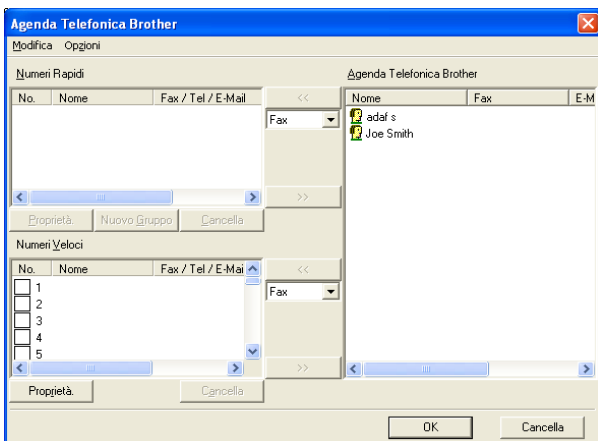 Agenda Telefonica Brother
Modifica Opzioni
Numeri Rapidi
No. Nome Fax / Tel / E-Mail
<<
Fax
>>
Proprietà. Nuovo Gruppo Cancella
Numeri Veloci
No. Nome Fax / Tel / E-Mai
1
2
3
4
5
<<
Fax
>>
Proprietà. Cancella
Agenda Telefonica Brother
Nome Fax E-M
adaf s
Joe Smith
OK Cancella